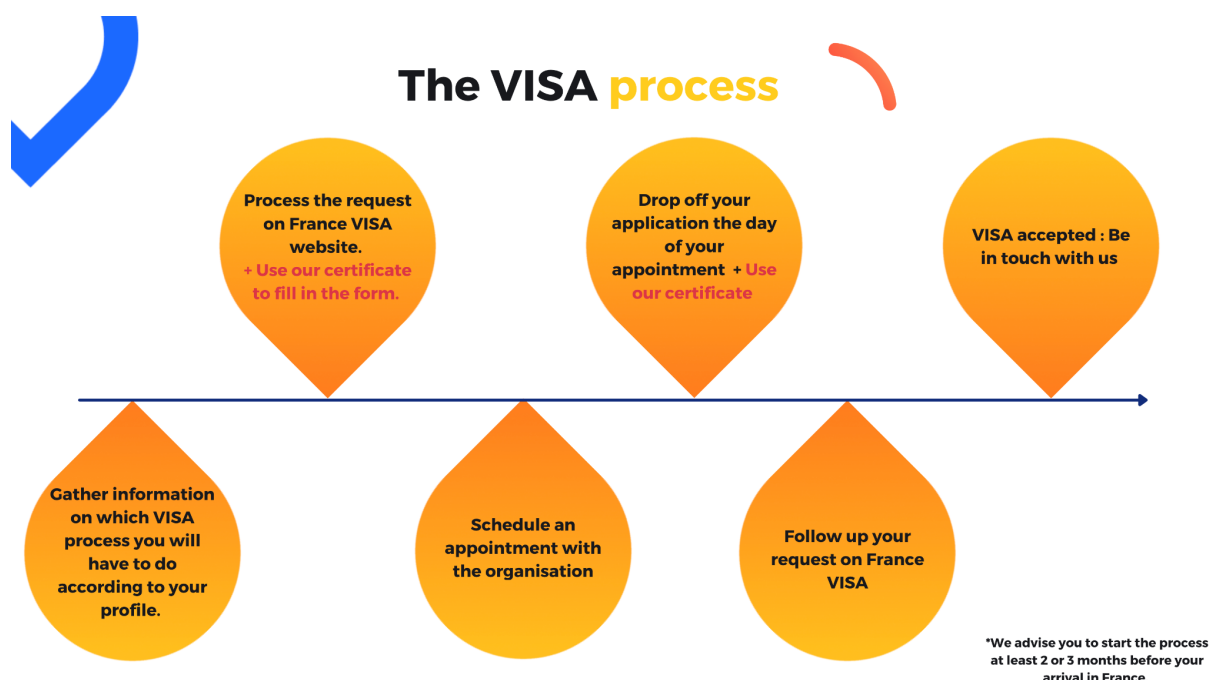 The VISA process
Gather information
on which VISA
process you will
have to do
according to your
profile.
Process the request
on France VISA
website.
+ Use our certificate
to fill in the form.
Schedule an
appointment with
the organisation
Drop off your
application the day
of your
appointment + Use
our certificate
Follow up your
request on France
VISA
VISA accepted : Be
in touch with us
*We advise you to start the process
at least 2 or 3 months before your
arrival in France